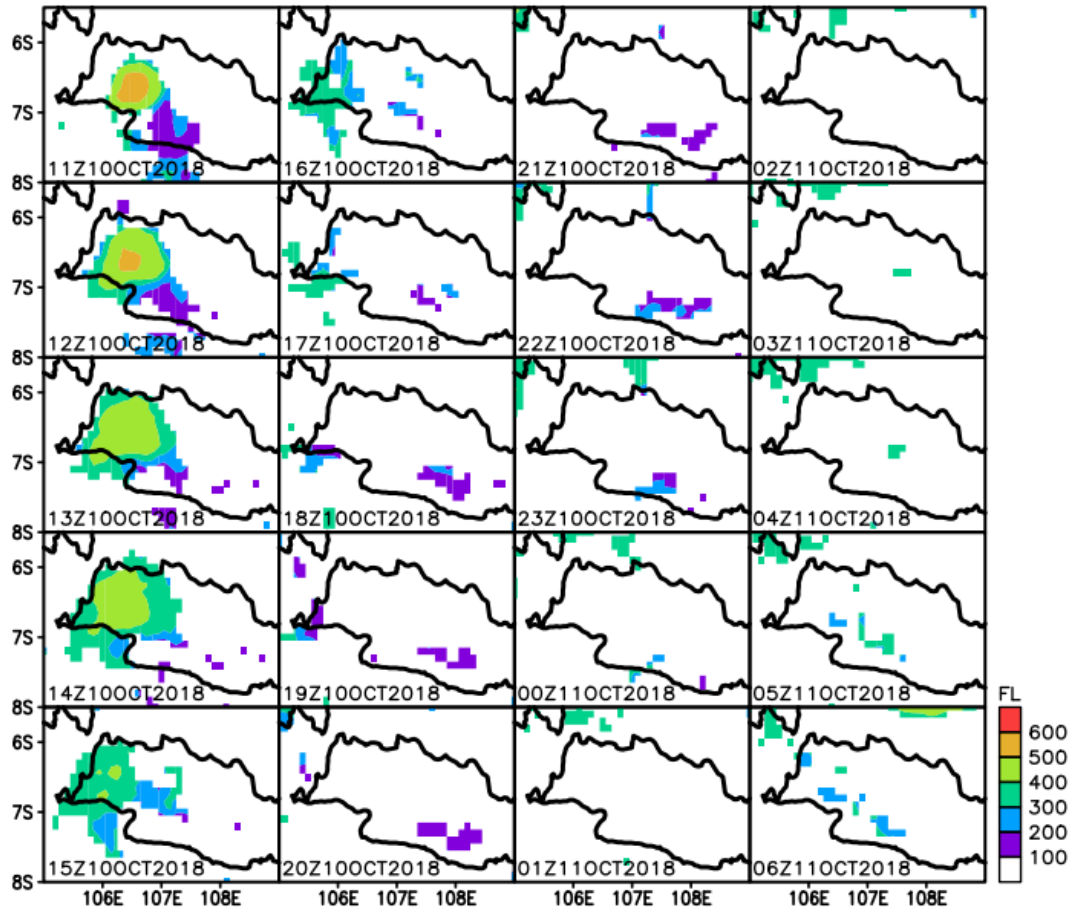 6S
7S
8S
11Z10OCT2018
16Z10OCT2018
21Z10OCT2018
02Z11OCT2018
6S
7S
8S
12Z10OCT2018
17Z10OCT2018
22Z10OCT2018
03Z11OCT2018
6S
7S
8S
13Z10OCT2018
18Z10OCT2018
23Z10OCT2018
04Z11OCT2018
6S
7S
8S
14Z10OCT2018
19Z10OCT2018
00Z11OCT2018
05Z11OCT2018
6S
7S
8S
15Z10OCT2018
20Z10OCT2018
01Z11OCT2018
06Z11OCT2018
106E 107E 108E 106E 107E 108E 106E 107E 108E 106E 107E 108E
FL
600
500
400
300
200
100